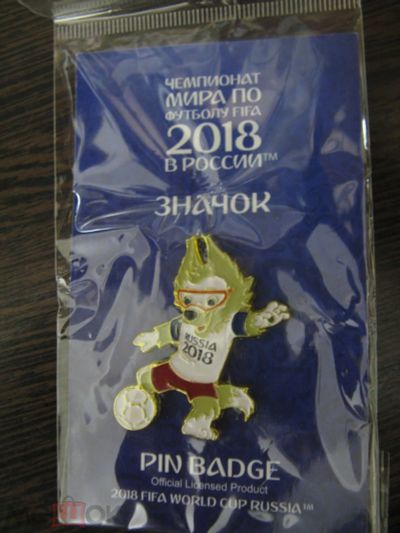 ЧЕМПИОНАТ
МИРА ПО
ФУТБОЛУ FIFA
2018
В РОССИИ™
ЗНАЧОК
RUSSIA
2018
PIN BADGE
Official Licensed Product
2018 FIFA WORLD CUP RUSSIA™